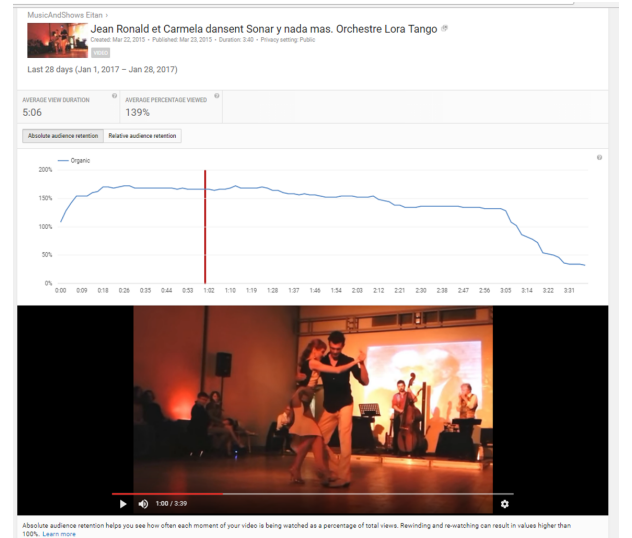 MusicAndShows Eitan ›
Jean Ronald et Carmela dansent Sonar y nada mas. Orchestre Lora Tango
Created: Mar 22, 2015 • Published: Mar 23, 2015 • Duration: 3:40 • Privacy setting: Public
VIDEO
Last 28 days (Jan 1, 2017 – Jan 28, 2017)
AVERAGE VIEW DURATION ?
5:06
AVERAGE PERCENTAGE VIEWED ?
139%
Absolute audience retention Relative audience retention
Organic ?
200%
150%
100%
50%
0%
0:00 0:09 0:18 0:26 0:35 0:44 0:53 1:02 1:10 1:19 1:28 1:37 1:46 1:54 2:03 2:12 2:21 2:30 2:38 2:47 2:56 3:05 3:14 3:22 3:31
1:00 / 3:39
Absolute audience retention helps you see how often each moment of your video is being watched as a percentage of total views. Rewinding and re-watching can result in values higher than
100%. Learn more